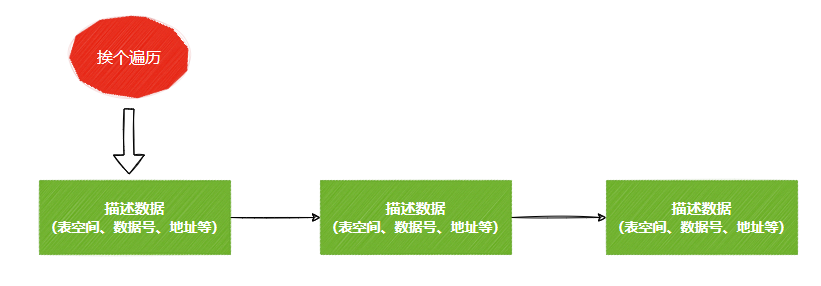 挨个遍历
描述数据
（表空间、数据号、地址等）
描述数据
（表空间、数据号、地址等）
描述数据
（表空间、数据号、地址等）